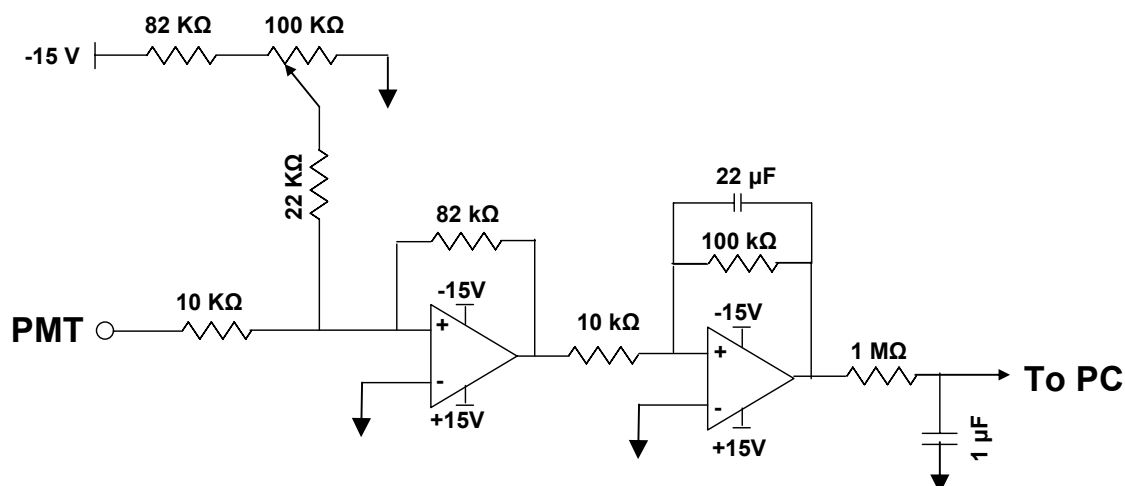 82 KΩ
100 KΩ
-15 V
22 KΩ
22 µF
82 kΩ
100 kΩ
10 KΩ
-15V
-15V
PMT
+
10 kΩ
+
1 MΩ
To PC
-
-
+15V
+15V
1 µF